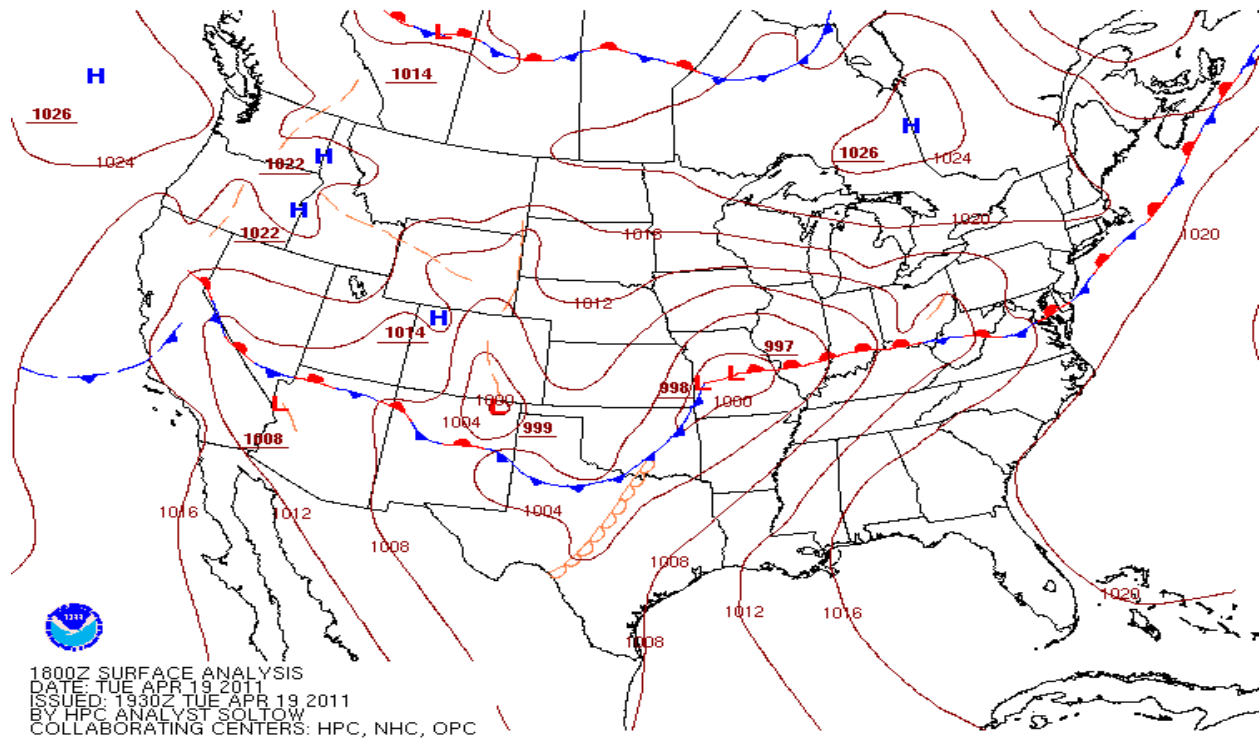 L
1014
H
1026
H
1026
1024
1024
1022
H
H
1022
1020
1020
1016
1012
H
1014
997
L
998
L
1000
1000
L
1004
999
L
1008
1004
1016
1012
1008
1008
1012
1016
1020
1008
1800Z SURFACE ANALYSIS
DATE: TUE APR 19 2011
ISSUED: 1930Z TUE APR 19 2011
BY HPC ANALYST SOLTOW
COLLABORATING CENTERS: HPC, NHC, OPC